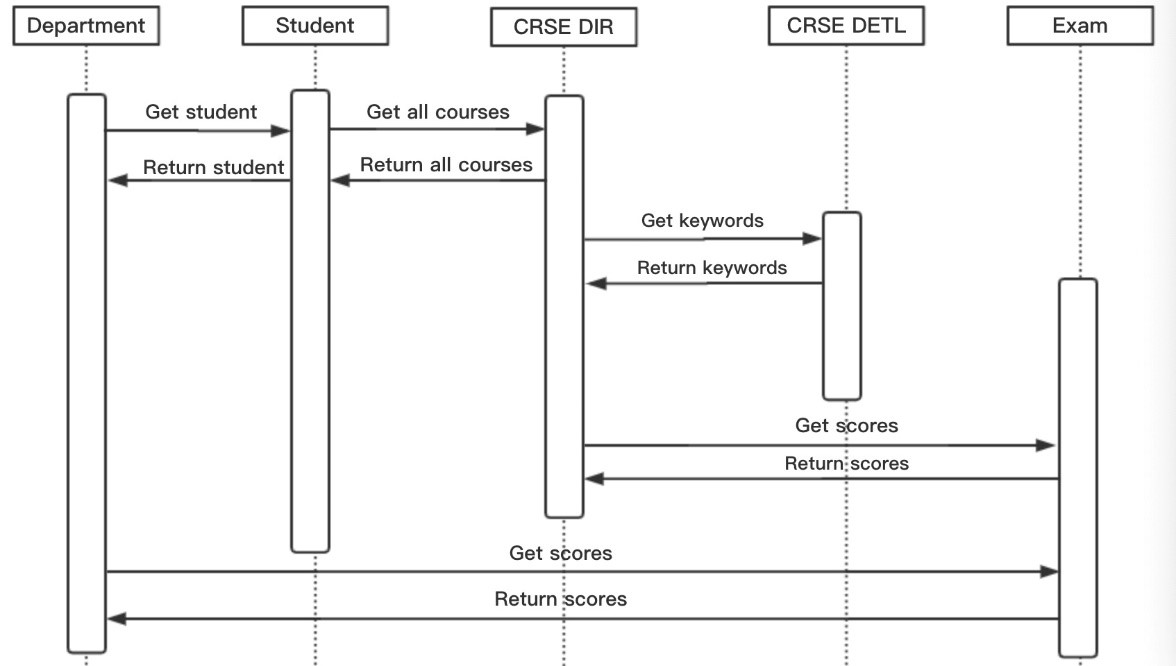 Department
Student
CRSE DIR
CRSE DETL
Exam
Get student
Get all courses
Return student
Return all courses
Get keywords
Return keywords
Get scores
Return scores
Get scores
Return scores